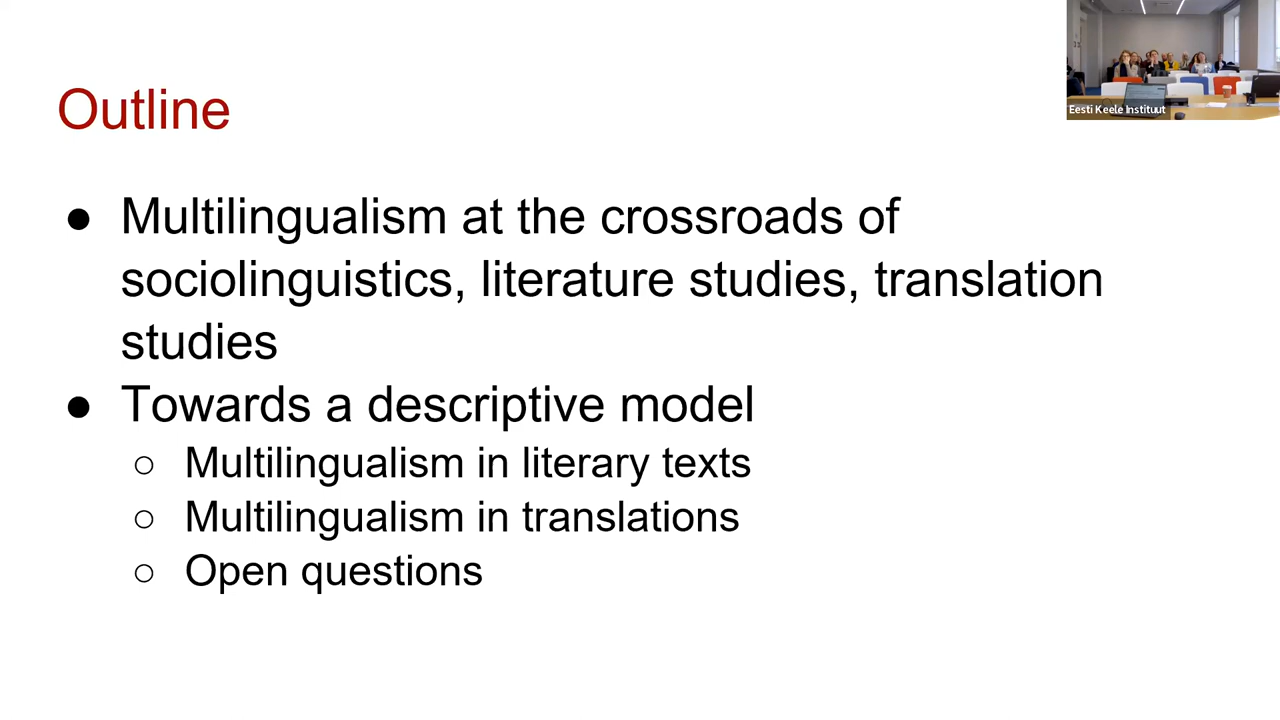 Outline
● Multilingualism at the crossroads of
sociolinguistics, literature studies, translation
studies
● Towards a descriptive model
○ Multilingualism in literary texts
○ Multilingualism in translations
○ Open questions
Eesti Keele Instituut